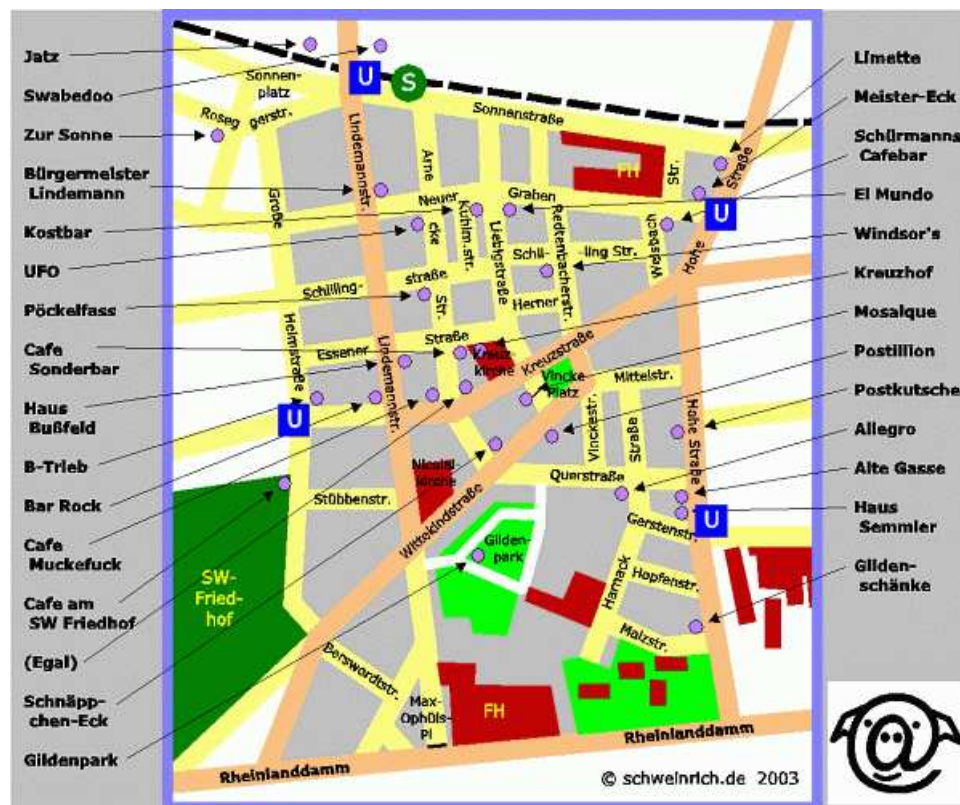 Jatz
Swabedoo
Zur Sonne
Bürgermeister
Lindemann
Kostbar
UFO
Pöckelfass
Cafe
Sonderbar
Haus
Bußfeld
B-Trieb
Bar Rock
Cafe
Muckefuck
Cafe am
SW Friedhof
(Egal)
Schnäpp-
chen-Eck
Gildenpark
U
S
Sonnen-
platz
Roseg
gerstr.
Sonnenstraße
Lindemannstr.
Arne
cke
Str.
Große
Heimstraße
Neuer
Graben
Kuhlm.str.
Liebigstraße
Redtenbacherstr.
FH
Str.
Weisbach
Hohe
Straße
U
Schilling-
straße
Schil-
ling Str.
Herner
Essener
Straße
Lindemannstr.
Kreuz-
kirche
Kreuzstraße
Vincke
Platz
Mittelstr.
Vinckestr.
Straße
Hohe Straße
U
Nicolai
kirche
Querstraße
Stübbenstr.
Wittekindstraße
Gerstenstr.
U
Gilden-
park
Harnack
Hopfenstr.
Malzstr.
SW-
Fried-
hof
Berswordtstr.
Max-
Ophüls-
Pl
FH
Rheinlanddamm
Rheinlanddamm
© schweinrich.de 2003
Limette
Meister-Eck
Schürmanns
Cafebar
El Mundo
Windsor's
Kreuzhof
Mosaique
Postillion
Postkutsche
Allegro
Alte Gasse
Haus
Semmler
Gilden-
schänke
@